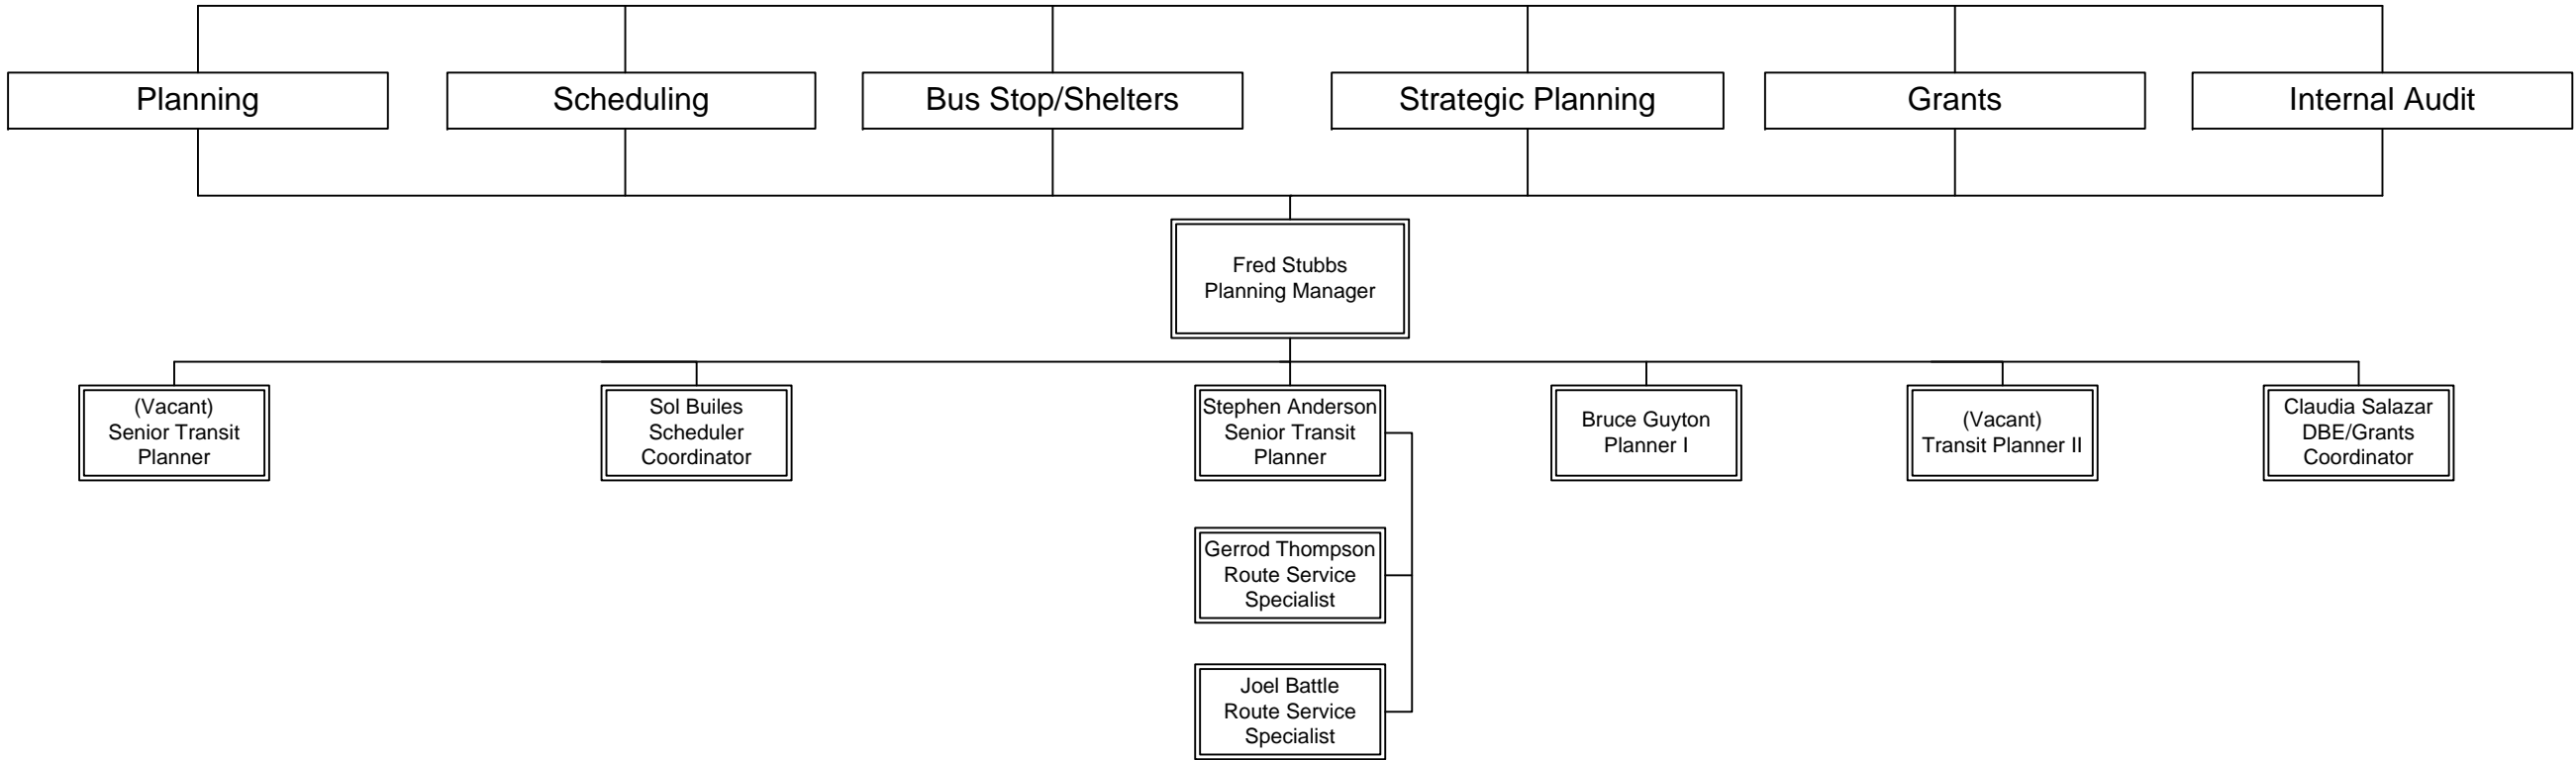 Planning
Scheduling
Bus Stop/Shelters
Strategic Planning
Grants
Internal Audit
Fred Stubbs
Planning Manager
(Vacant)
Senior Transit
Planner
Sol Builes
Scheduler
Coordinator
Stephen Anderson
Senior Transit
Planner
Bruce Guyton
Planner I
(Vacant)
Transit Planner II
Claudia Salazar
DBE/Grants
Coordinator
Gerrod Thompson
Route Service
Specialist
Joel Battle
Route Service
Specialist